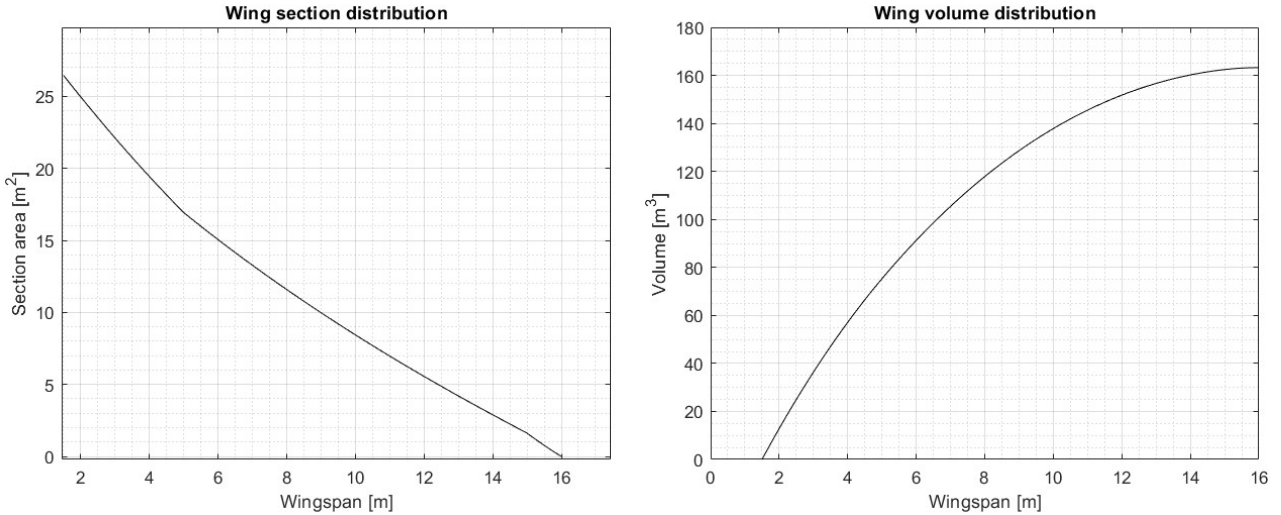 Wing section distribution
25
20
15
10
5
0
Section area [m²]
2 4 6 8 10 12 14 16
Wingspan [m]
Wing volume distribution
180
160
140
120
100
80
60
40
20
0
Volume [m³]
0 2 4 6 8 10 12 14 16
Wingspan [m]